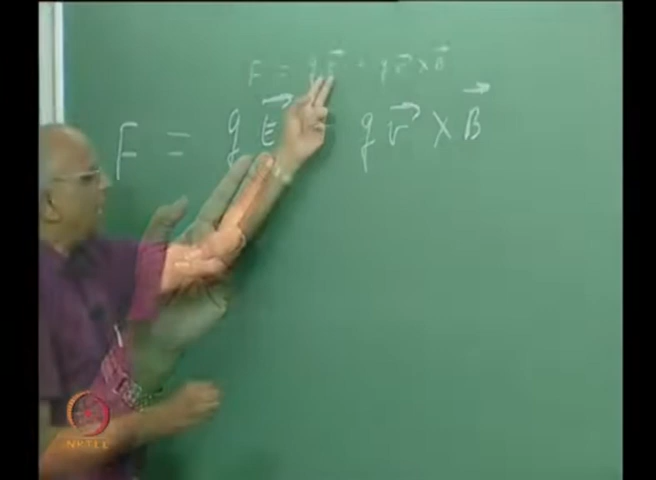 F = qE⃗ + qv⃗ × B⃗
F = qE⃗ + qv⃗ × B⃗
NPTEL